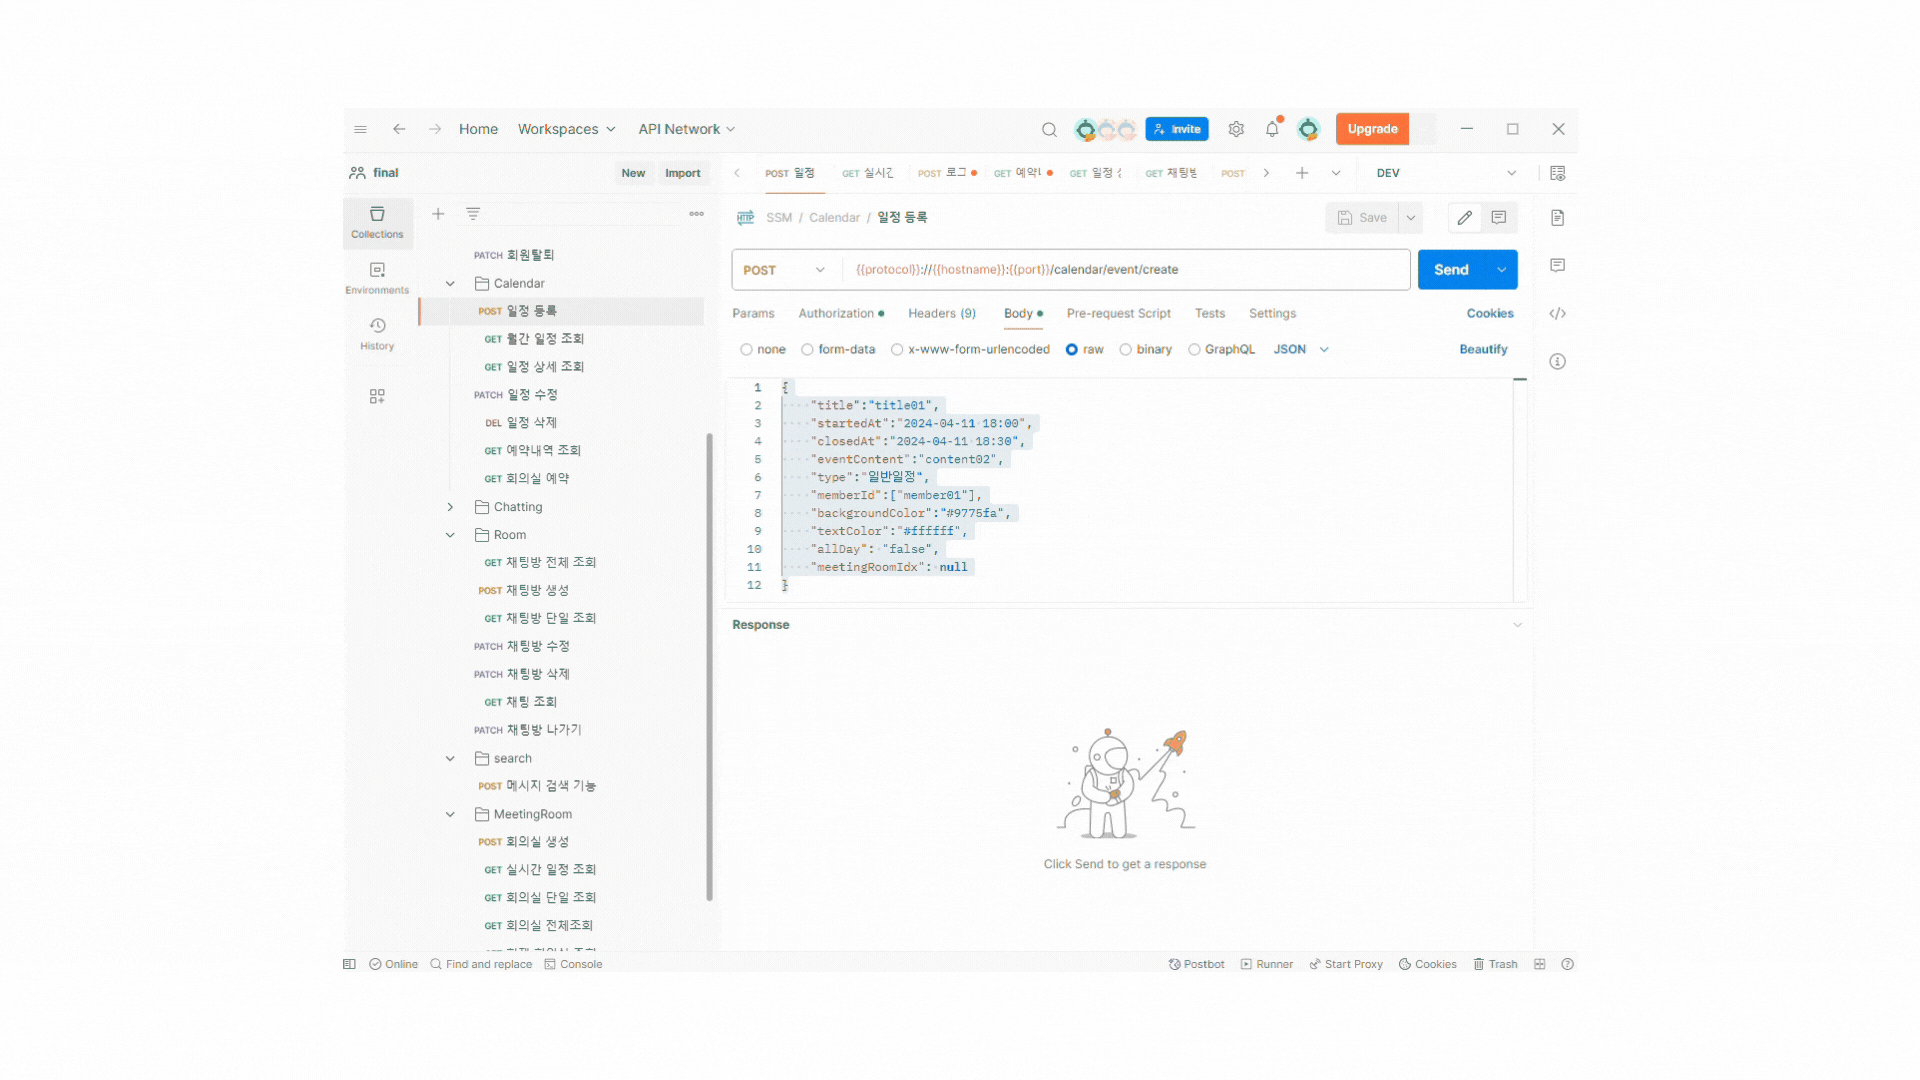 Home Workspaces API Network Invite Upgrade
final New Import POST 일정 GET 실시간 POST 로그 GET 예약 GET 일정 GET 채팅방 POST DEV
Collections
SSM / Calendar / 일정 등록 Save
PATCH 회원탈퇴
Environments
Calendar
POST {{protocol}}://{{hostname}}:{{port}}/calendar/event/create Send
POST 일정 등록
Params Authorization Headers (9) Body Pre-request Script Tests Settings Cookies
History
GET 월간 일정 조회
none form-data x-www-form-urlencoded raw binary GraphQL JSON Beautify
GET 일정 상세 조회
PATCH 일정 수정
DEL 일정 삭제
GET 예약내역 조회
GET 회의실 예약
Chatting
Room
GET 채팅방 전체 조회
POST 채팅방 생성
GET 채팅방 단일 조회
PATCH 채팅방 수정
PATCH 채팅방 삭제
GET 채팅 조회
PATCH 채팅방 나가기
search
POST 메시지 검색 기능
MeetingRoom
POST 회의실 생성
GET 실시간 일정 조회
GET 회의실 단일 조회
GET 회의실 전체조회
1 {
2 "title":"title01",
3 "startedAt":"2024-04-11 18:00",
4 "closedAt":"2024-04-11 18:30",
5 "eventContent":"content02",
6 "type":"일반일정",
7 "memberId":["member01"],
8 "backgroundColor":"#9775fa",
9 "textColor":"#ffffff",
10 "allDay": "false",
11 "meetingRoomIdx": null
12 }
Response
Click Send to get a response
Online Find and replace Console Postbot Runner Start Proxy Cookies Trash